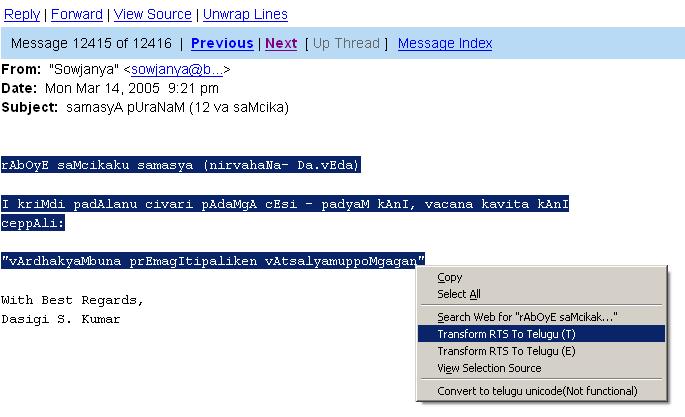 Reply | Forward | View Source | Unwrap Lines
Message 12415 of 12416 | Previous | Next [ Up Thread ] Message Index
From: "Sowjanya" <sowjanya@b...>
Date: Mon Mar 14, 2005 9:21 pm
Subject: samasyA pUraNaM (12 va saMcika)
rAbOyE saMcikaku samasya (nirvahaNa- Da.vEda)
I kriMdi padAlanu civari pAdaMgA cEsi - padyaM kAnI, vacana kavita kAnI
ceppAli:
"vArdhakyaMbuna prEmagItipaliken vAtsalyamuppoMgagan"
With Best Regards,
Dasigi S. Kumar
Copy
Select All
Search Web for "rAbOyE saMcikak..."
Transform RTS To Telugu (T)
Transform RTS To Telugu (E)
View Selection Source
Convert to telugu unicode(Not functional)